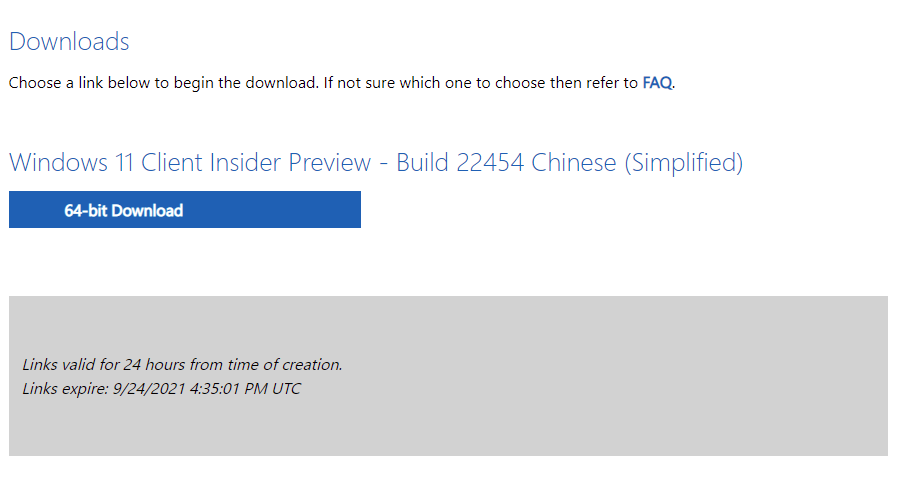 Downloads
Choose a link below to begin the download. If not sure which one to choose then refer to FAQ.
Windows 11 Client Insider Preview - Build 22454 Chinese (Simplified)
64-bit Download
Links valid for 24 hours from time of creation.
Links expire: 9/24/2021 4:35:01 PM UTC